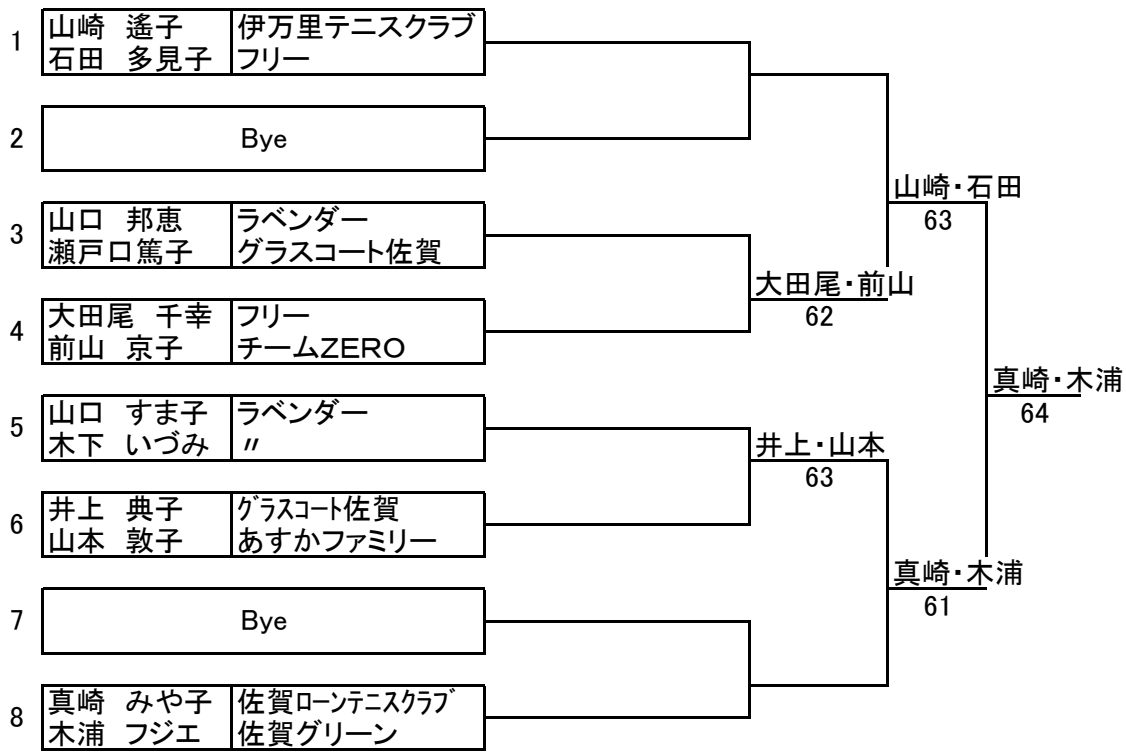 1 山崎 遙子 伊万里テニスクラブ
石田 多見子 フリー
2 Bye
山崎・石田
63
3 山口 邦恵 ラベンダー
瀬戸口篤子 グラスコート佐賀
大田尾・前山
62
4 大田尾 千幸 フリー
前山 京子 チームZERO
真崎・木浦
64
5 山口 すま子 ラベンダー
木下 いづみ 〃
井上・山本
63
6 井上 典子 グラスコート佐賀
山本 敦子 あすかファミリー
真崎・木浦
61
7 Bye
8 真崎 みや子 佐賀ローンテニスクラブ
木浦 フジエ 佐賀グリーン